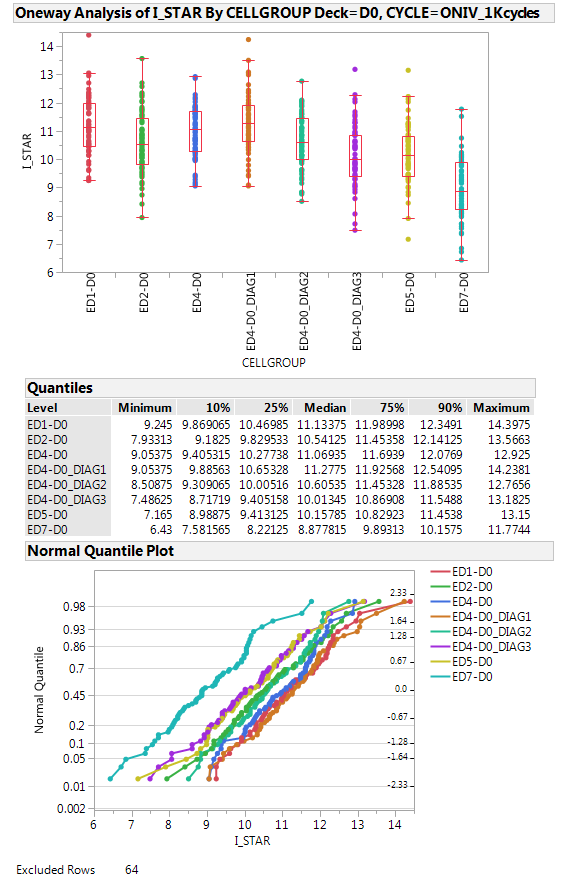 Oneway Analysis of I_STAR By CELLGROUP Deck=D0, CYCLE=ONIV_1Kcycles
14
13
12
11
10
9
8
7
6
I_STAR
ED1-D0
ED2-D0
ED4-D0
ED4-D0_DIAG1
ED4-D0_DIAG2
ED4-D0_DIAG3
ED5-D0
ED7-D0
CELLGROUP
Quantiles
Level Minimum 10% 25% Median 75% 90% Maximum
ED1-D0 9.245 9.869065 10.46985 11.13375 11.98998 12.3491 14.3975
ED2-D0 7.93313 9.1825 9.829533 10.54125 11.45358 12.14125 13.5663
ED4-D0 9.05375 9.405315 10.27738 11.06935 11.6939 12.0769 12.925
ED4-D0_DIAG1 9.05375 9.88563 10.65328 11.2775 11.92568 12.54095 14.2381
ED4-D0_DIAG2 8.50875 9.309065 10.00516 10.60535 11.45328 11.88535 12.7656
ED4-D0_DIAG3 7.48625 8.71719 9.405158 10.01345 10.86908 11.5488 13.1825
ED5-D0 7.165 8.98875 9.413125 10.15785 10.82923 11.4538 13.15
ED7-D0 6.43 7.581565 8.22125 8.877815 9.89313 10.1575 11.7744
Normal Quantile Plot
0.98
0.93
0.86
0.7
0.45
0.2
0.1
0.05
0.01
0.002
Normal Quantile
2.33
1.64
1.28
0.67
0.0
-0.67
-1.28
-1.64
-2.33
6 7 8 9 10 11 12 13 14
I_STAR
ED1-D0
ED2-D0
ED4-D0
ED4-D0_DIAG1
ED4-D0_DIAG2
ED4-D0_DIAG3
ED5-D0
ED7-D0
Excluded Rows 64